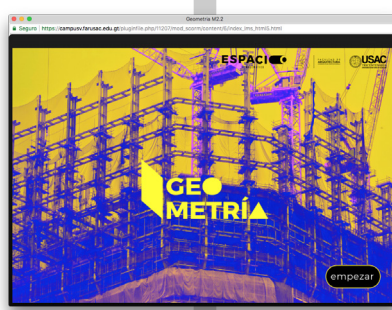 Geometría M2.2
Seguro | https://campusv.farusac.edu.gt/pluginfile.php/11207/mod_scorm/content/6/index_lms_html5.html
ESPACIO
USAC
GEO
METRÍA
empezar